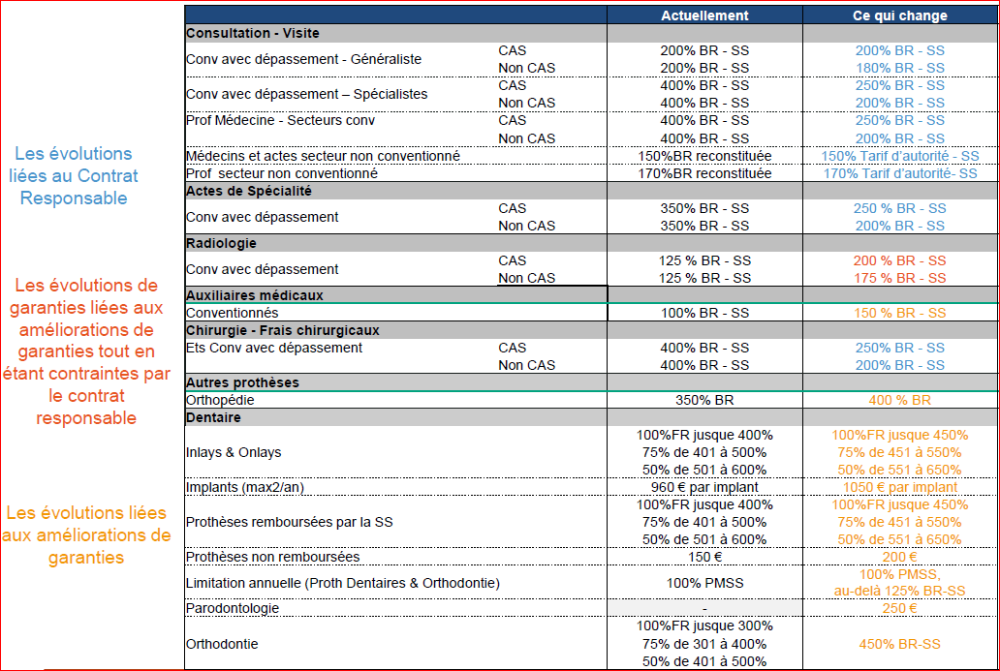 Actuellement Ce qui change
Consultation - Visite
Conv avec dépassement - Généraliste CAS 200% BR - SS 200% BR - SS
Non CAS 200% BR - SS 180% BR - SS
Conv avec dépassement – Spécialistes CAS 400% BR - SS 250% BR - SS
Non CAS 400% BR - SS 200% BR - SS
Prof Médecine - Secteurs conv CAS 400% BR - SS 250% BR - SS
Non CAS 400% BR - SS 200% BR - SS
Médecins et actes secteur non conventionné 150%BR reconstituée 150% Tarif d'autorité - SS
Prof secteur non conventionné 170%BR reconstituée 170% Tarif d'autorité- SS
Actes de Spécialité
Conv avec dépassement CAS 350% BR - SS 250 % BR - SS
Non CAS 350% BR - SS 200% BR - SS
Radiologie
Conv avec dépassement CAS 125 % BR - SS 200 % BR - SS
Non CAS 125 % BR - SS 175 % BR - SS
Auxiliaires médicaux
Conventionnés 100% BR - SS 150 % BR - SS
Chirurgie - Frais chirurgicaux
Ets Conv avec dépassement CAS 400% BR - SS 250% BR - SS
Non CAS 400% BR - SS 200% BR - SS
Autres prothèses
Orthopédie 350% BR 400 % BR
Dentaire
Inlays & Onlays 100%FR jusque 400% 100%FR jusque 450%
75% de 401 à 500% 75% de 451 à 550%
50% de 501 à 600% 50% de 551 à 650%
Implants (max2/an) 960 € par implant 1050 € par implant
Prothèses remboursées par la SS 100%FR jusque 400% 100%FR jusque 450%
75% de 401 à 500% 75% de 451 à 550%
50% de 501 à 600% 50% de 551 à 650%
Prothèses non remboursées 150 € 200 €
Limitation annuelle (Proth Dentaires & Orthodontie) 100% PMSS 100% PMSS,
au-delà 125% BR-SS
Parodontologie - 250 €
Orthodontie 100%FR jusque 300% 450% BR-SS
75% de 301 à 400%
50% de 401 à 500%
Les évolutions
liées au Contrat
Responsable
Les évolutions de
garanties liées aux
améliorations de
garanties tout en
étant contraintes par
le contrat
responsable
Les évolutions liées
aux améliorations de
garanties